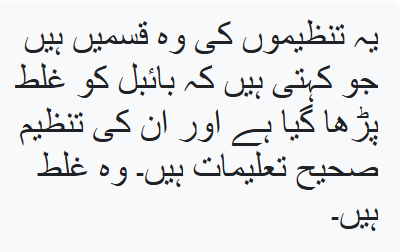 یہ تنظیموں کی وہ قسمیں ہیں
جو کہتی ہیں کہ بائبل کو غلط
پڑھا گیا ہے اور ان کی تنظیم
صحیح تعلیمات ہیں۔ وہ غلط
ہیں۔